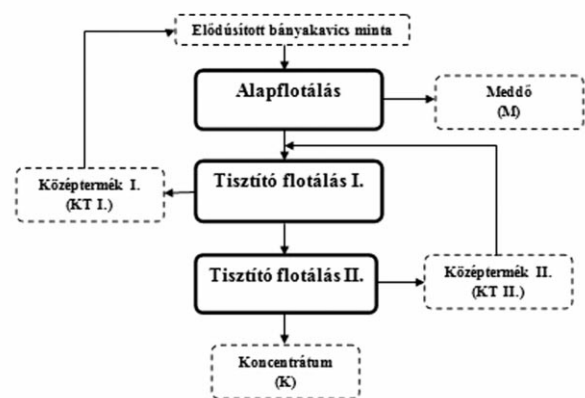 Elődúsított bányakavics minta
Alapflotálás
Meddő
(M)
Középtermék I.
(KT I.)
Tisztító flotálás I.
Tisztító flotálás II.
Középtermék II.
(KT II.)
Koncentrátum
(K)